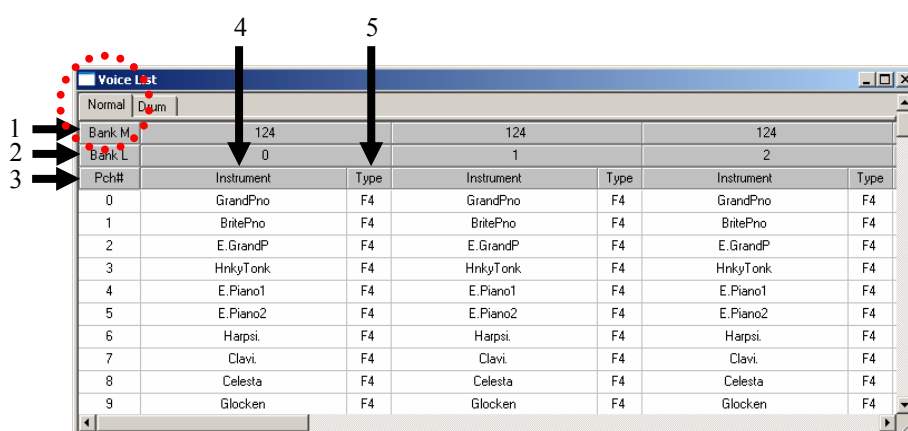 4 5
Voice List
Normal Drum
1 Bank M 124 124 124
2 Bank L 0 1 2
3 Pch# Instrument Type Instrument Type Instrument Type
0 GrandPno F4 GrandPno F4 GrandPno F4
1 BritePno F4 BritePno F4 BritePno F4
2 E.GrandP F4 E.GrandP F4 E.GrandP F4
3 HnkyTonk F4 HnkyTonk F4 HnkyTonk F4
4 E.Piano1 F4 E.Piano1 F4 E.Piano1 F4
5 E.Piano2 F4 E.Piano2 F4 E.Piano2 F4
6 Harpsi. F4 Harpsi. F4 Harpsi. F4
7 Clavi. F4 Clavi. F4 Clavi. F4
8 Celesta F4 Celesta F4 Celesta F4
9 Glocken F4 Glocken F4 Glocken F4